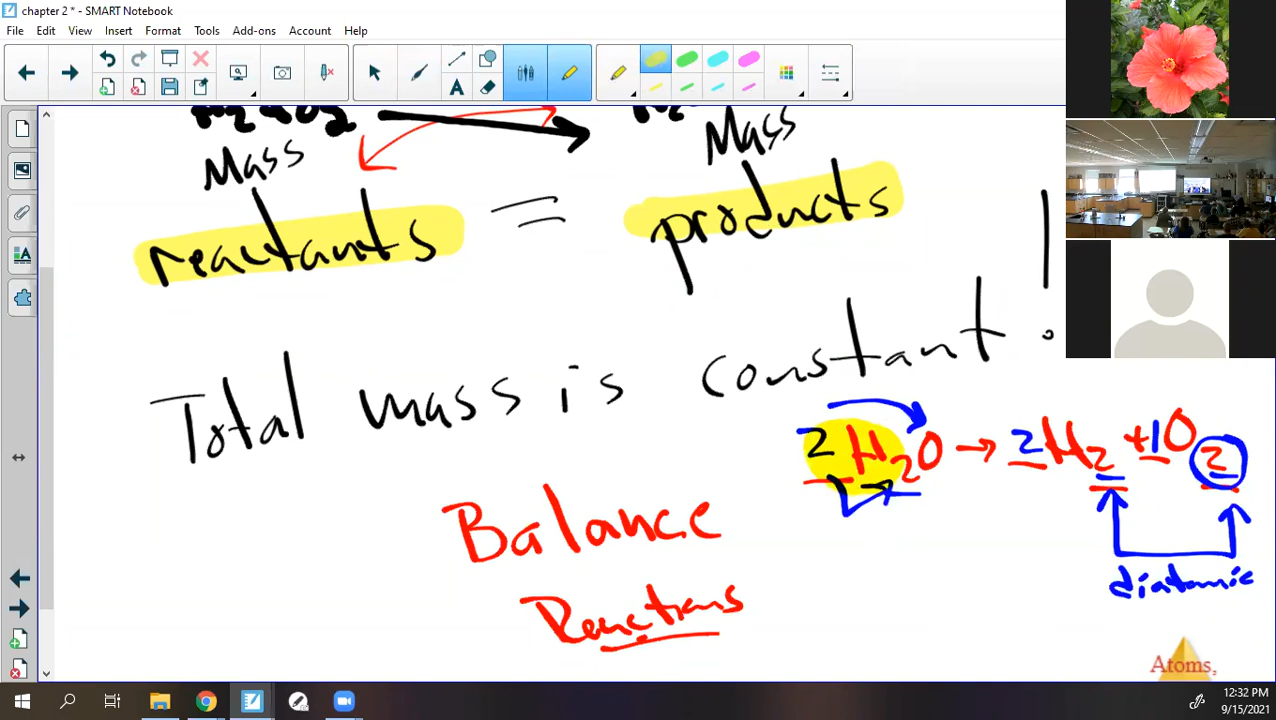 chapter 2 * - SMART Notebook
File Edit View Insert Format Tools Add-ons Account Help
Mass Mass
reactants = products
Total mass is constant!
2H2O → 2H2 + 1O2
diatomic
Balance
Reactions
Atoms,
12:32 PM
9/15/2021